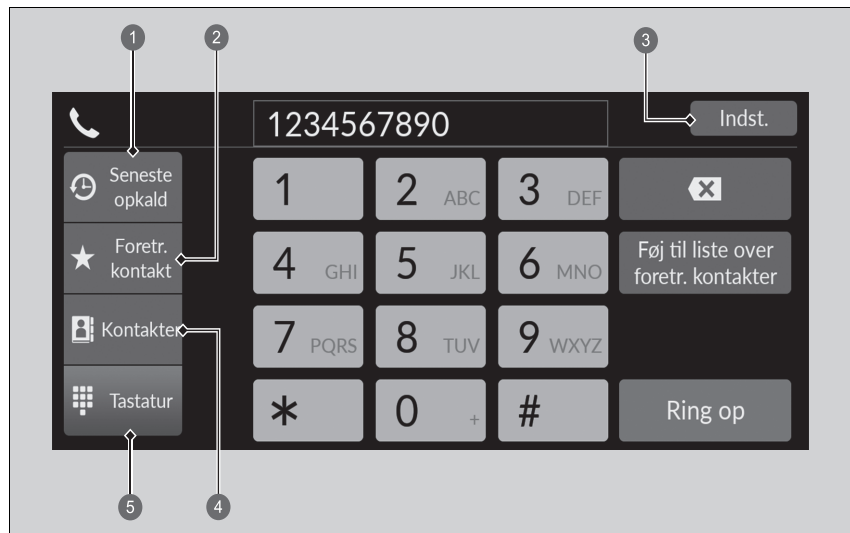 1
2
3
1234567890
Indst.
Seneste
opkald
1
2 ABC
3 DEF
Foretr.
kontakt
4 GHI
5 JKL
6 MNO
Føj til liste over
foretr. kontakter
Kontakter
7 PQRS
8 TUV
9 WXYZ
Tastatur
*
0 +
#
Ring op
5
4